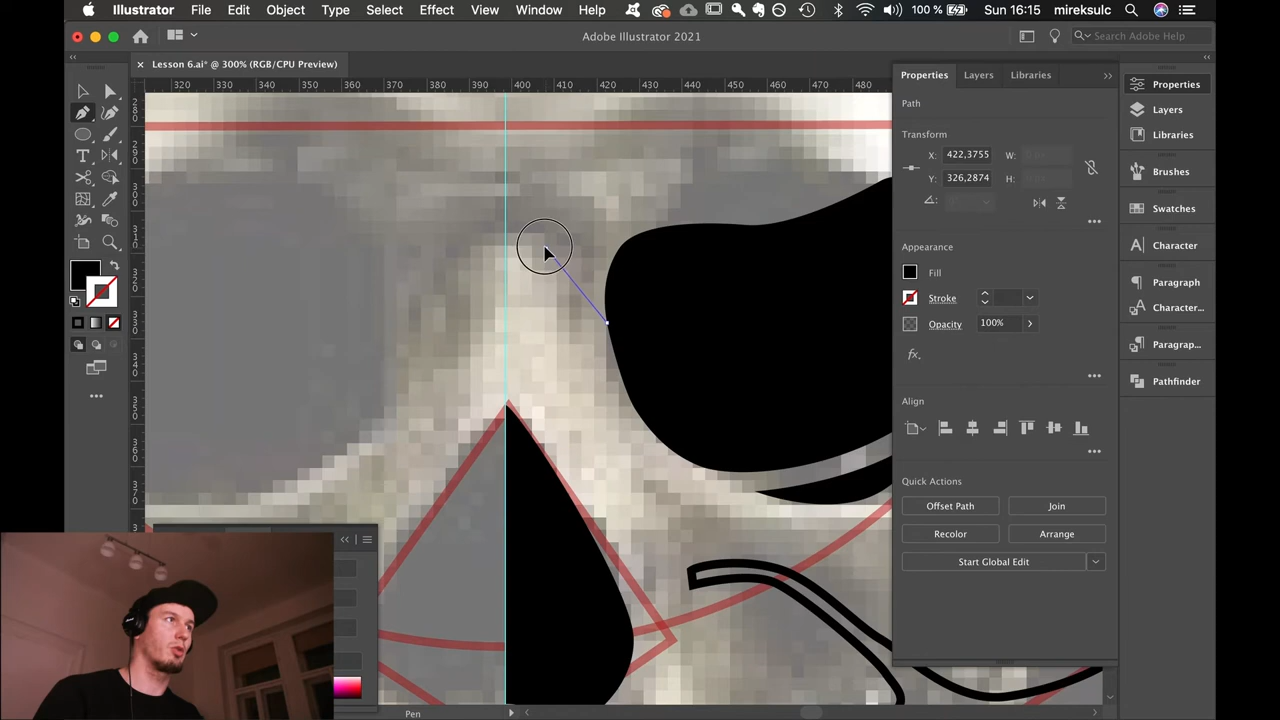 Illustrator File Edit Object Type Select Effect View Window Help 100 % Sun 16:15 mireksulc
Adobe Illustrator 2021
Search Adobe Help
× Lesson 6.ai* @ 300% (RGB/CPU Preview)
320 330 340 350 360 370 380 390 400 410 420 430 440 450 460 470 480
Properties Layers Libraries
Properties
Layers
Libraries
Brushes
Swatches
Character
Paragraph
Character...
Paragrap...
Pathfinder
Path
Transform
X: 422,3755 W:
Y: 326,2874 H:
Appearance
Fill
Stroke
Opacity 100%
fx.
Align
Quick Actions
Offset Path Join
Recolor Arrange
Start Global Edit
Pen